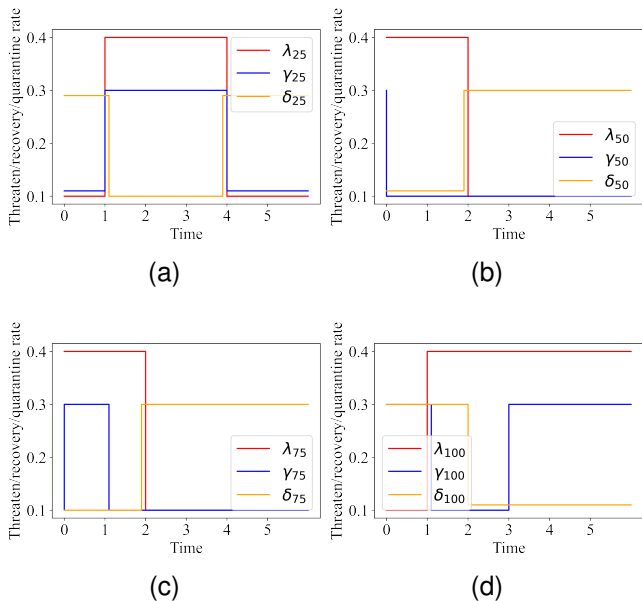 Threaten/recovery/quarantine rate
0.4
0.3
0.2
0.1
λ25
γ25
δ25
0 1 2 3 4 5
Time
(a)
Threaten/recovery/quarantine rate
0.4
0.3
0.2
0.1
λ50
γ50
δ50
0 1 2 3 4 5
Time
(b)
Threaten/recovery/quarantine rate
0.4
0.3
0.2
0.1
λ75
γ75
δ75
0 1 2 3 4 5
Time
(c)
Threaten/recovery/quarantine rate
0.4
0.3
0.2
0.1
λ100
γ100
δ100
0 1 2 3 4 5
Time
(d)